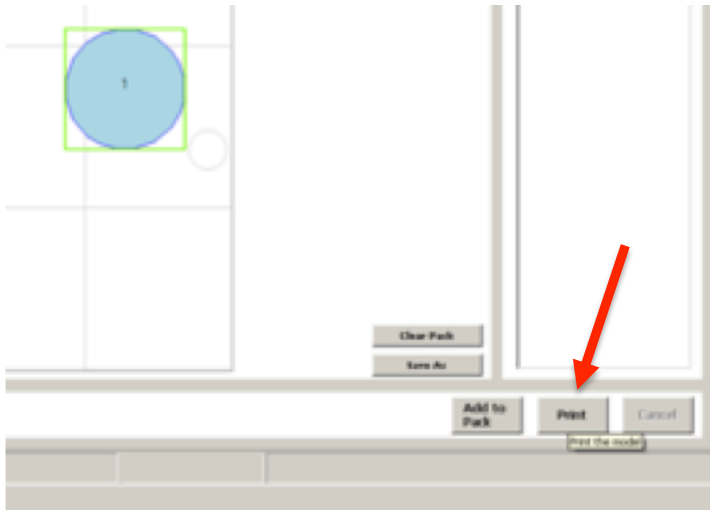 1
Clear Pack
Save As
Add to
Pack
Print
Cancel
Print the model